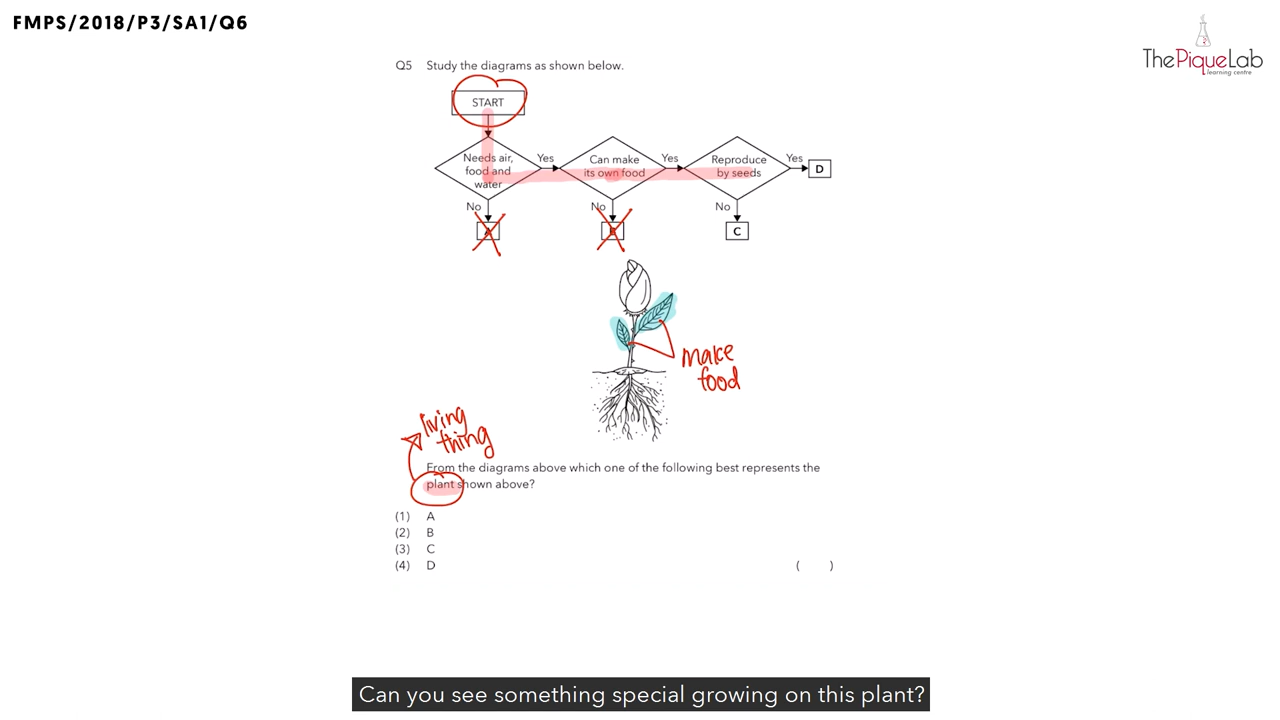 FMPS/2018/P3/SA1/Q6
ThePiqueLab
learning centre
Q5 Study the diagrams as shown below.
START
Needs air,
food and
water
Yes
Can make
its own food
Yes
Reproduce
by seeds
Yes
D
No
No
No
A
B
C
make
food
living
thing
From the diagrams above which one of the following best represents the
plant shown above?
(1) A
(2) B
(3) C
(4) D
( )
Can you see something special growing on this plant?